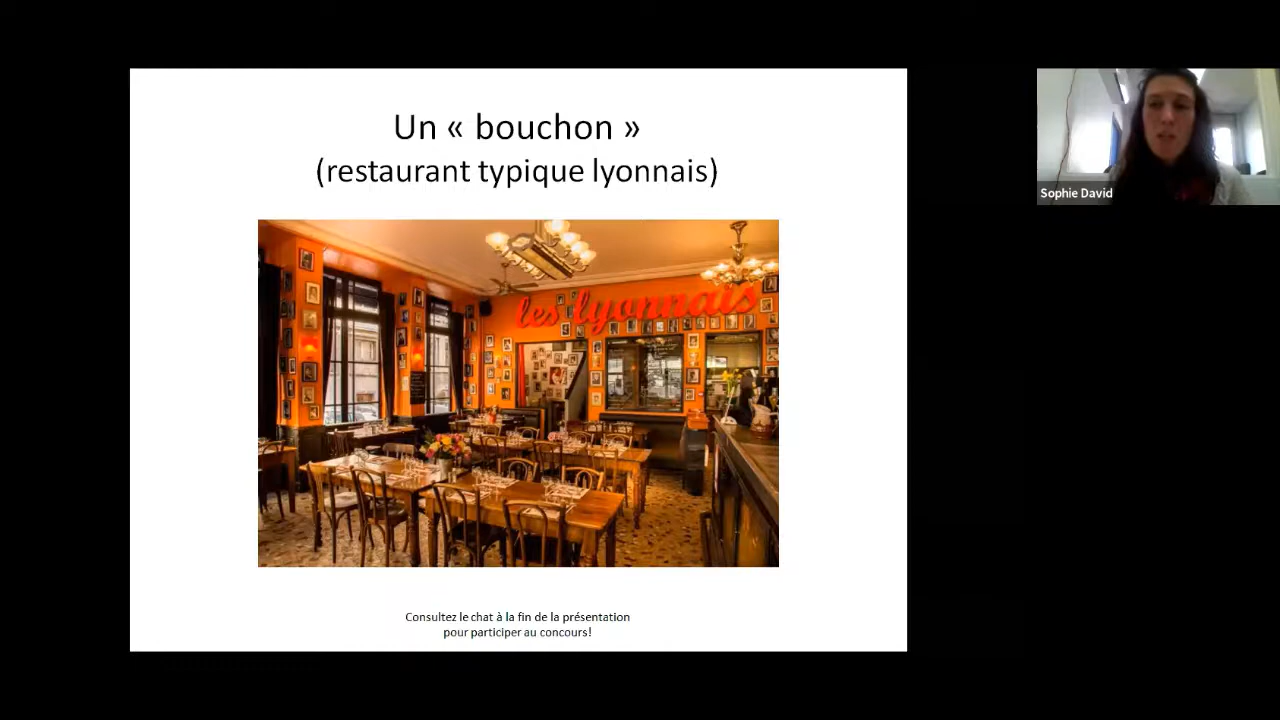 Un « bouchon »
(restaurant typique lyonnais)
les lyonnais
Consultez le chat à la fin de la présentation
pour participer au concours!
Sophie David